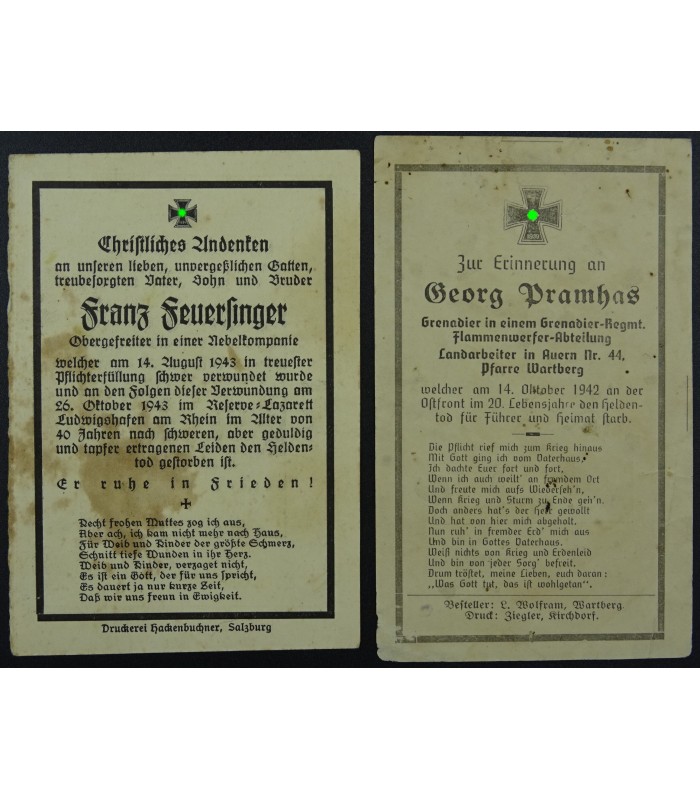 Christliches Andenken
an unseren lieben, unvergeßlichen Gatten,
treubesorgten Vater, Sohn und Bruder
Franz Feuersinger
Obergefreiter in einer Nebelkompanie
welcher am 14. August 1943 in treuester
Pflichterfüllung schwer verwundet wurde
und an den Folgen dieser Verwundung am
26. Oktober 1943 im Reserve-Lazarett
Ludwigshafen am Rhein im Alter von
40 Jahren nach schweren, aber geduldig
und tapfer ertragenen Leiden den Helden-
tod gestorben ist.
Er ruhe in Frieden!
Recht frohen Muttes zog ich aus,
Aber ach, ich kam nicht mehr nach Haus,
Für Weib und Kinder der größte Schmerz,
Schnitt tiefe Wunden in ihr Herz.
Weib und Kinder, verzaget nicht,
Es ist ein Gott, der für uns spricht,
Es dauert ja nur kurze Zeit,
Daß wir uns freun in Ewigkeit.
Druckerei Hackenbuchner, Salzburg
Zur Erinnerung an
Georg Pramhas
Grenadier in einem Grenadier-Regmt.
Flammenwerfer-Abteilung
Landarbeiter in Auern Nr. 44,
Pfarre Wartberg
welcher am 14. Oktober 1942 an der
Ostfront im 20. Lebensjahre den Helden-
tod für Führer und Heimat starb.
Die Pflicht rief mich zum Krieg hinaus
Mit Gott ging ich vom Vaterhaus.
Ich dachte Euer fort und fort,
Wenn ich auch weilt' an fremdem Ort
Und freute mich aufs Wiederseh'n,
Wenn Krieg und Sturm zu Ende geh'n.
Doch anders hat's der Herr gewollt
Und hat von hier mich abgeholt.
Nun ruh' in fremder Erd' mich aus
Und bin in Gottes Vaterhaus.
Weiß nichts von Krieg und Erdenleid
Und bin von jeder Sorg' befreit.
Drum tröstet, meine Lieben, euch daran:
„Was Gott tut, das ist wohlgetan".
Besteller: L. Wolfram, Wartberg.
Druck: Ziegler, Kirchdorf.